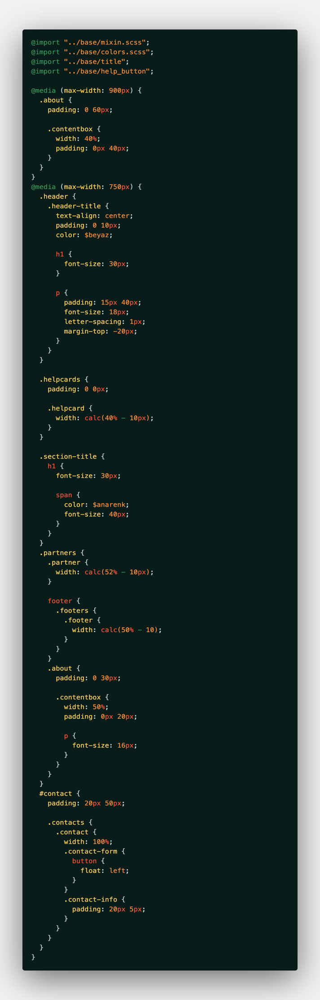 @import "../base/mixin.scss";
@import "../base/colors.scss";
@import "../base/title";
@import "../base/help_button";

@media (max-width: 900px) {
  .about {
    padding: 0 60px;

    .contentbox {
      width: 40%;
      padding: 0px 40px;
    }
  }
}
@media (max-width: 750px) {
  .header {
    .header-title {
      text-align: center;
      padding: 0 10px;
      color: $beyaz;

      h1 {
        font-size: 30px;
      }

      p {
        padding: 15px 40px;
        font-size: 18px;
        letter-spacing: 1px;
        margin-top: -20px;
      }
    }
  }

  .helpcards {
    padding: 0 0px;

    .helpcard {
      width: calc(40% - 10px);
    }
  }

  .section-title {
    h1 {
      font-size: 30px;

      span {
        color: $anarenk;
        font-size: 40px;
      }
    }
  }
  .partners {
    .partner {
      width: calc(52% - 10px);
    }

    footer {
      .footers {
        .footer {
          width: calc(50% - 10);
        }
      }
    }
    .about {
      padding: 0 30px;

      .contentbox {
        width: 50%;
        padding: 0px 20px;

        p {
          font-size: 16px;
        }
      }
    }
  }
  #contact {
    padding: 20px 50px;

    .contacts {
      .contact {
        width: 100%;
        .contact-form {
          button {
            float: left;
          }
        }
        .contact-info {
          padding: 20px 5px;
        }
      }
    }
  }
}